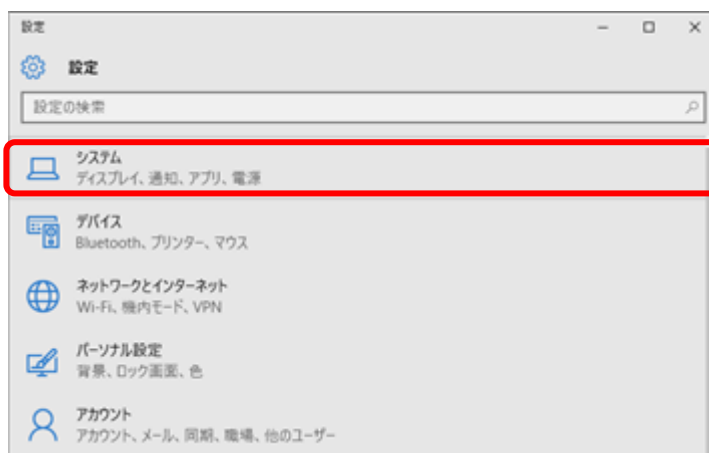 設定
設定
設定の検索
システム
ディスプレイ、通知、アプリ、電源
デバイス
Bluetooth、プリンター、マウス
ネットワークとインターネット
Wi-Fi、機内モード、VPN
パーソナル設定
背景、ロック画面、色
アカウント
アカウント、メール、同期、職場、他のユーザー